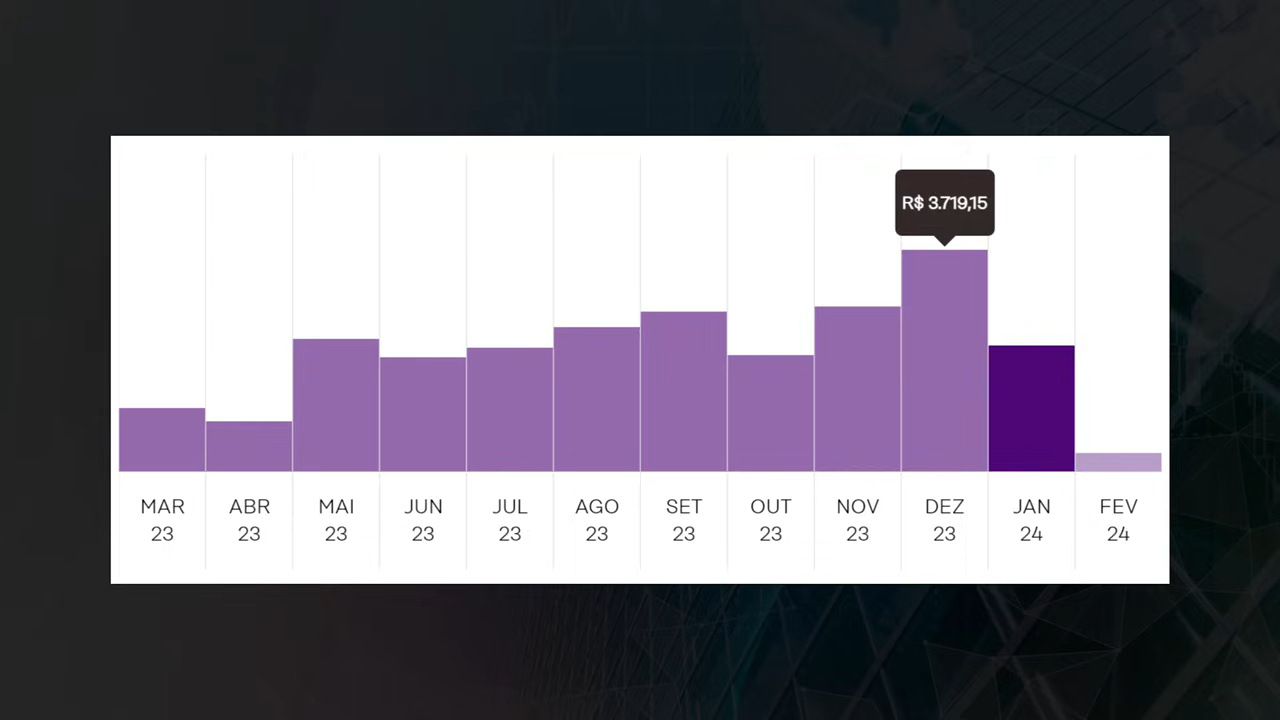 R$ 3.719,15
MAR ABR MAI JUN JUL AGO SET OUT NOV DEZ JAN FEV
23 23 23 23 23 23 23 23 23 23 24 24